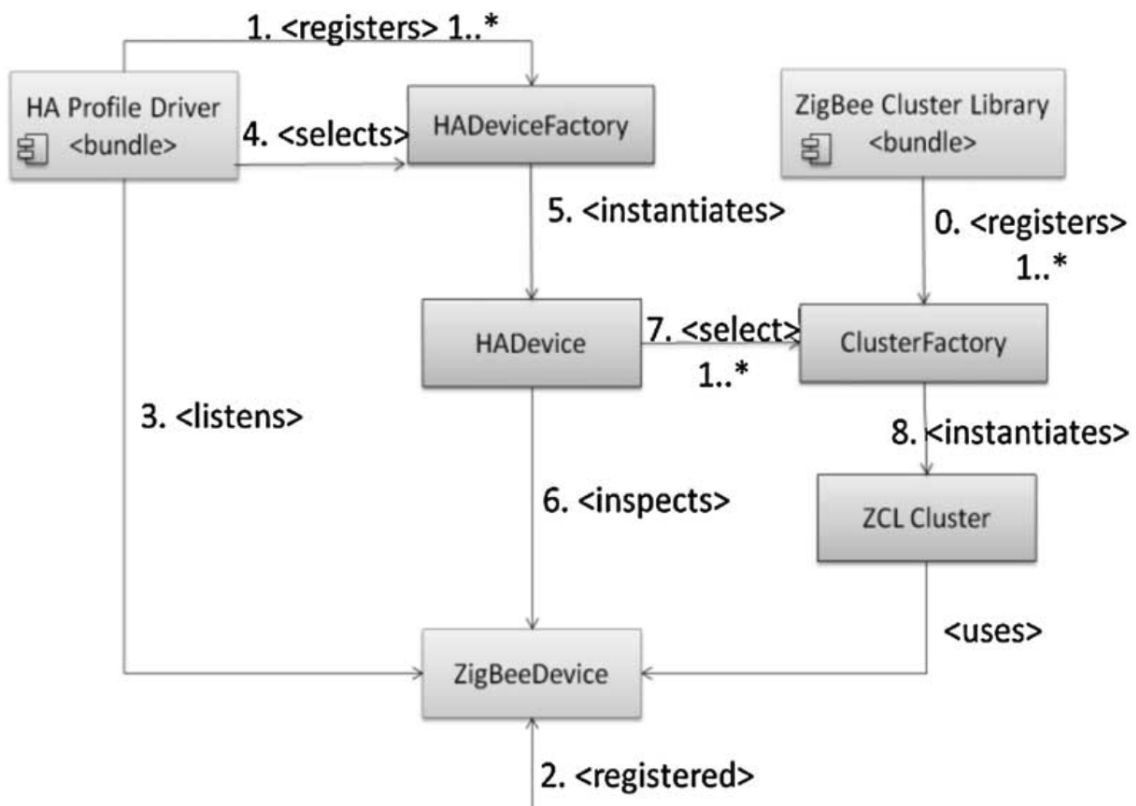 1. <registers> 1..*
HA Profile Driver
<bundle>
4. <selects>
HADeviceFactory
ZigBee Cluster Library
<bundle>
5. <instantiates>
0. <registers>
1..*
HADevice
7. <select>
1..*
ClusterFactory
3. <listens>
8. <instantiates>
6. <inspects>
ZCL Cluster
<uses>
ZigBeeDevice
2. <registered>